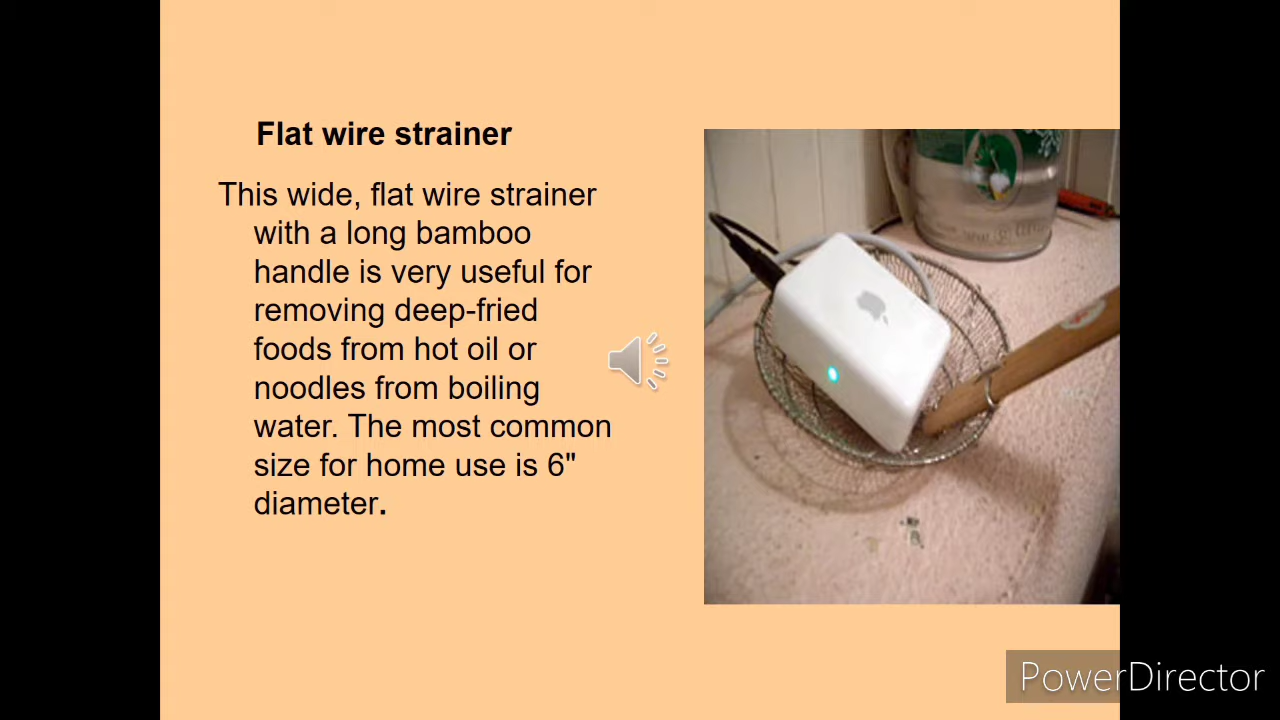 Flat wire strainer
This wide, flat wire strainer
with a long bamboo
handle is very useful for
removing deep-fried
foods from hot oil or
noodles from boiling
water. The most common
size for home use is 6"
diameter.
PowerDirector